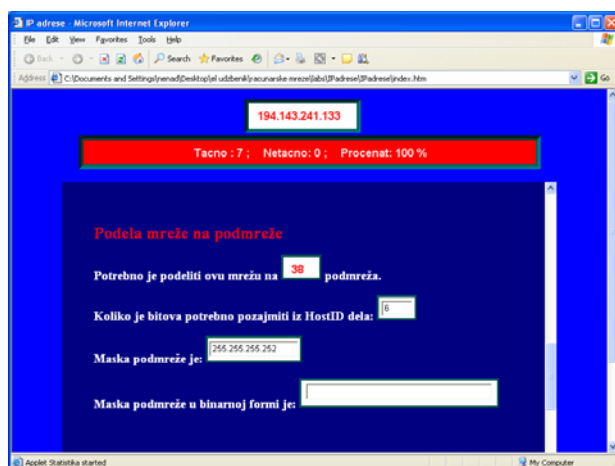 IP adrese - Microsoft Internet Explorer
File Edit View Favorites Tools Help
Back Search Favorites
Address C:\Documents and Settings\nenad\Desktop\el udzbenik\racunarske mreze\labs\IPadrese\IPadrese\index.htm Go
194.143.241.133
Tacno : 7 ; Netacno: 0 ; Procenat: 100 %
Podela mreže na podmreže
Potrebno je podeliti ovu mrežu na 38 podmreža.
Koliko je bitova potrebno pozajmiti iz HostID dela: 6
Maska podmreže je: 255.255.255.252
Maska podmreže u binarnoj formi je:
Applet Statistika started My Computer